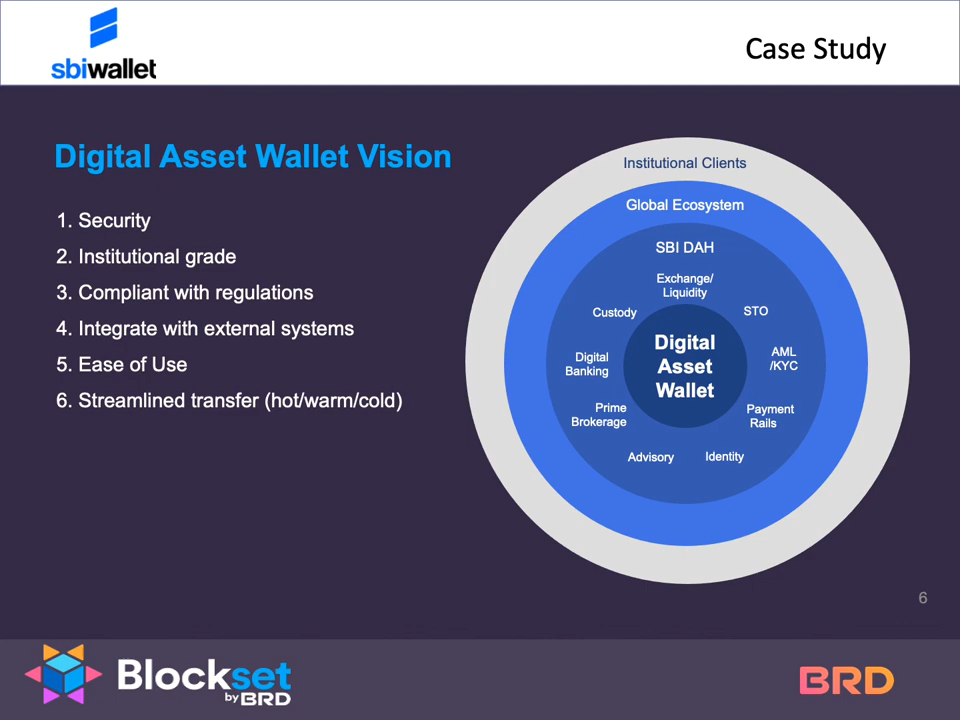 sbiwallet
Case Study
Digital Asset Wallet Vision
1. Security
2. Institutional grade
3. Compliant with regulations
4. Integrate with external systems
5. Ease of Use
6. Streamlined transfer (hot/warm/cold)
Institutional Clients
Global Ecosystem
SBI DAH
Exchange/
Liquidity
Custody
STO
Digital
Asset
Wallet
Digital
Banking
AML
/KYC
Prime
Brokerage
Payment
Rails
Advisory
Identity
6
Blockset
by BRD
BRD